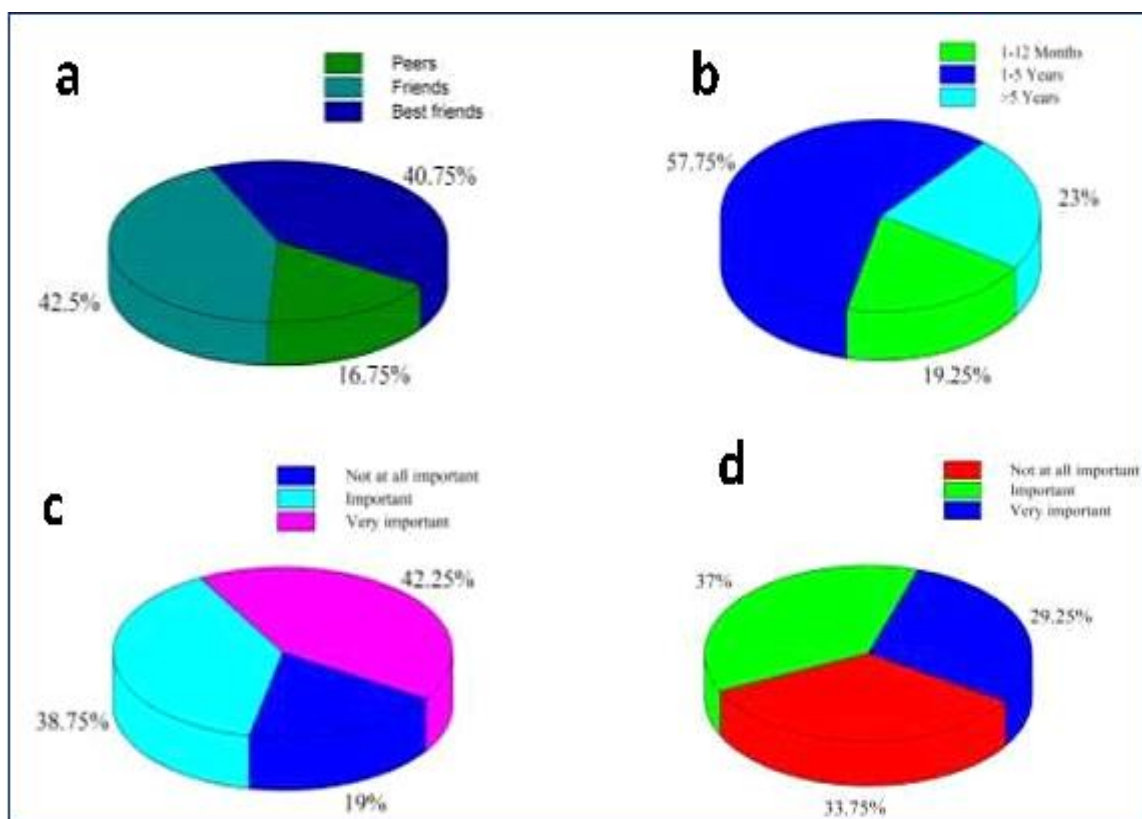 a
Peers
Friends
Best friends
40.75%
42.5%
16.75%
b
1-12 Months
1-5 Years
>5 Years
57.75%
23%
19.25%
c
Not at all important
Important
Very important
42.25%
38.75%
19%
d
Not at all important
Important
Very important
37%
29.25%
33.75%